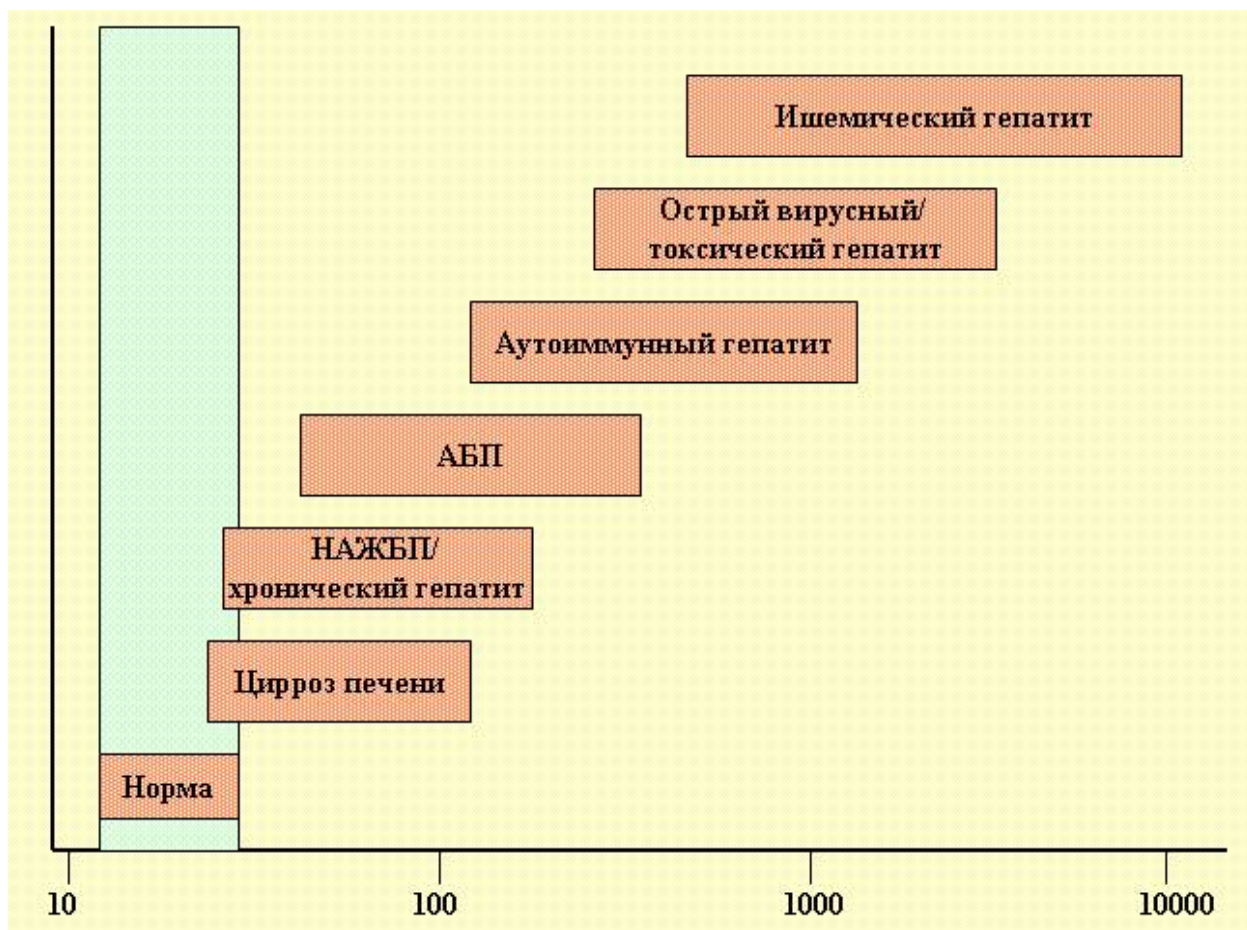 Ишемический гепатит
Острый вирусный/
токсический гепатит
Аутоиммунный гепатит
АБП
НАЖБП/
хронический гепатит
Цирроз печени
Норма
10 100 1000 10000